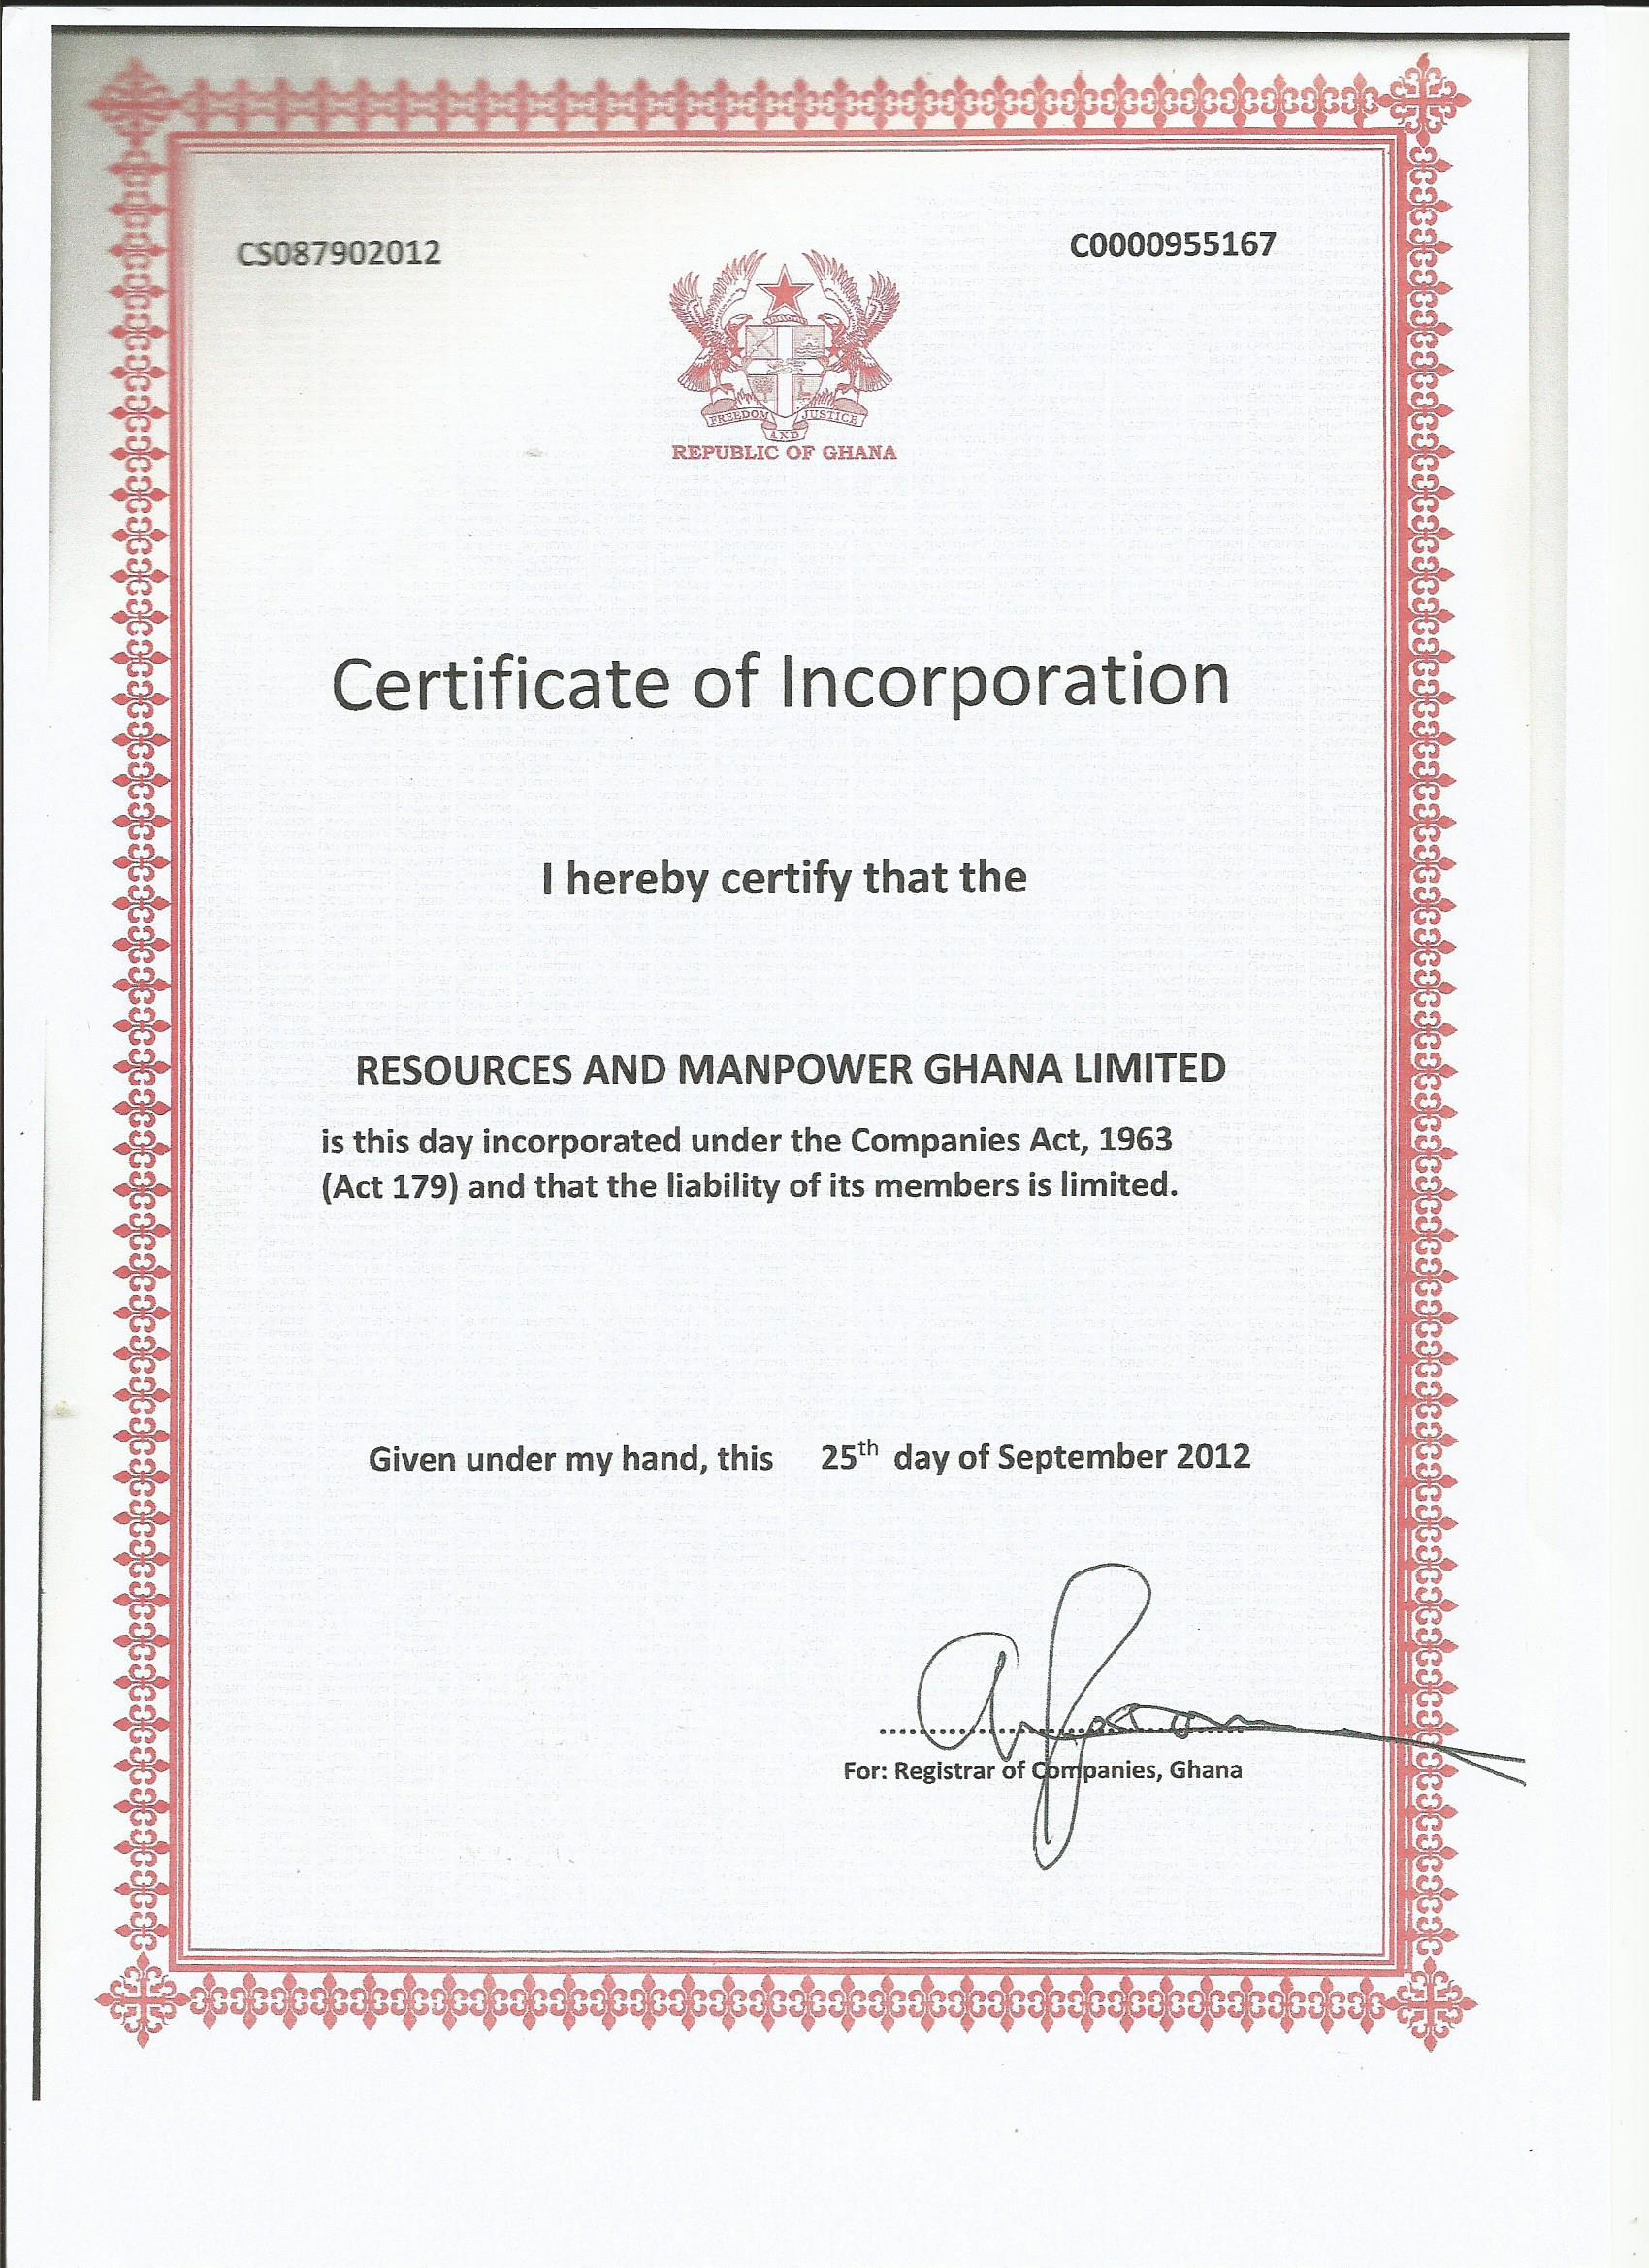 CS087902012
C0000955167
FREEDOM AND JUSTICE
REPUBLIC OF GHANA
Certificate of Incorporation
I hereby certify that the
RESOURCES AND MANPOWER GHANA LIMITED
is this day incorporated under the Companies Act, 1963
(Act 179) and that the liability of its members is limited.
Given under my hand, this 25th day of September 2012
For: Registrar of Companies, Ghana